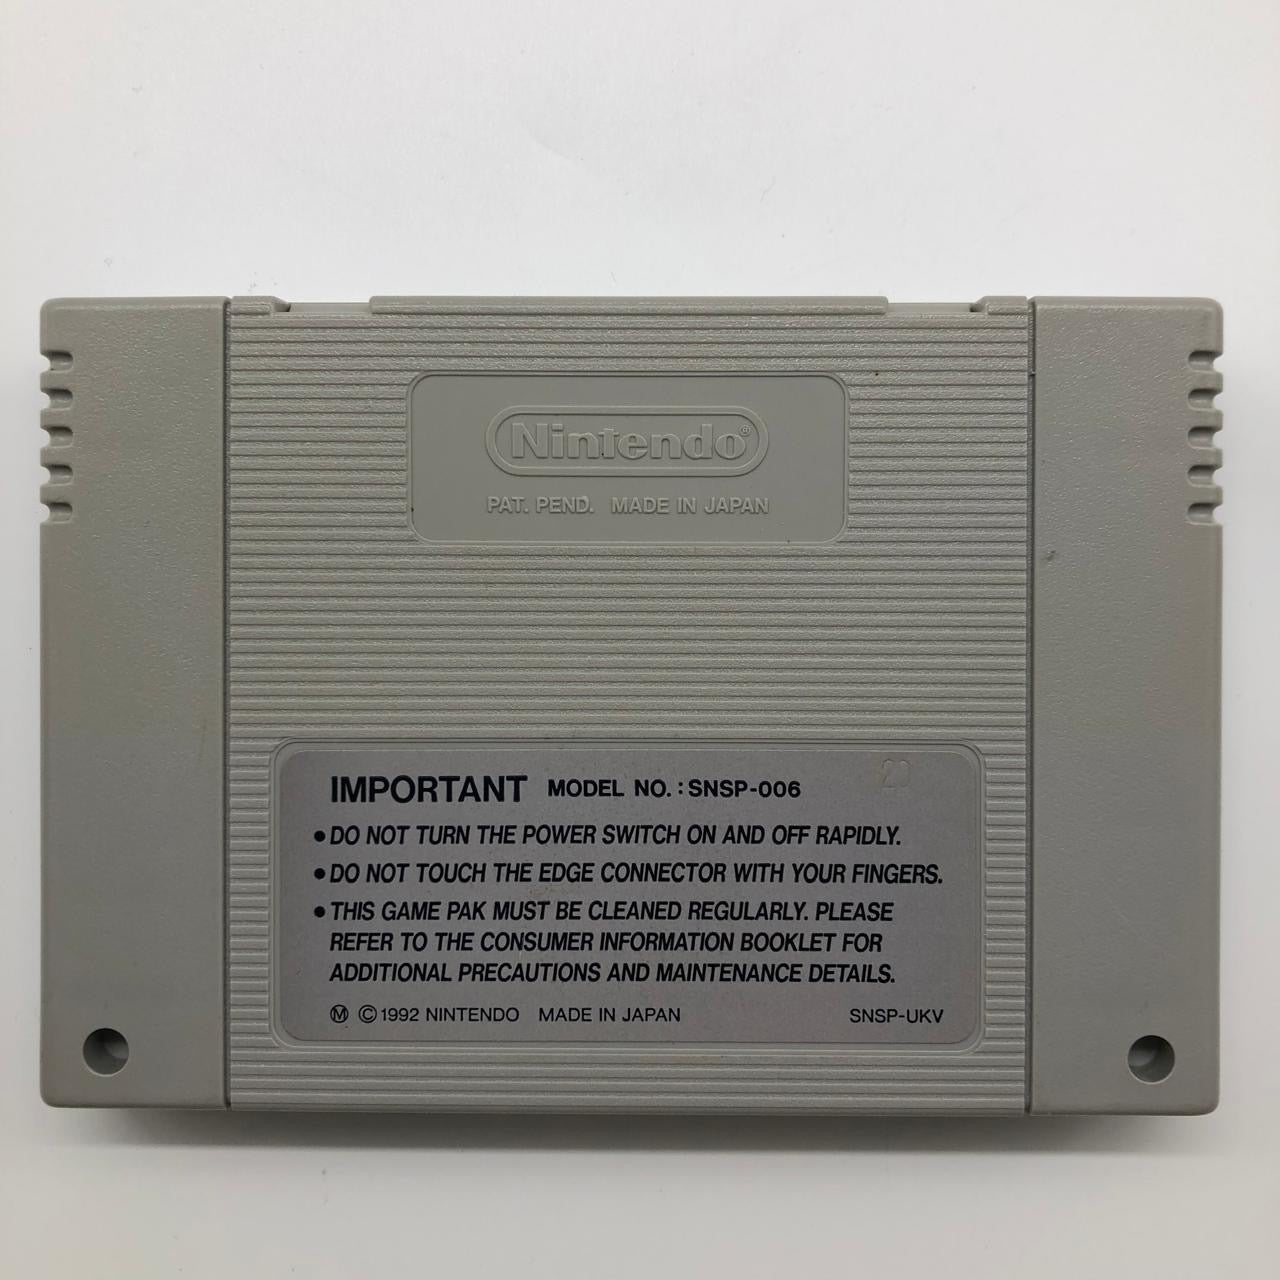 Nintendo®
PAT. PEND. MADE IN JAPAN
20
IMPORTANT MODEL NO. : SNSP-006
•DO NOT TURN THE POWER SWITCH ON AND OFF RAPIDLY.
•DO NOT TOUCH THE EDGE CONNECTOR WITH YOUR FINGERS.
•THIS GAME PAK MUST BE CLEANED REGULARLY. PLEASE
REFER TO THE CONSUMER INFORMATION BOOKLET FOR
ADDITIONAL PRECAUTIONS AND MAINTENANCE DETAILS.
Ⓜ ©1992 NINTENDO MADE IN JAPAN SNSP-UKV